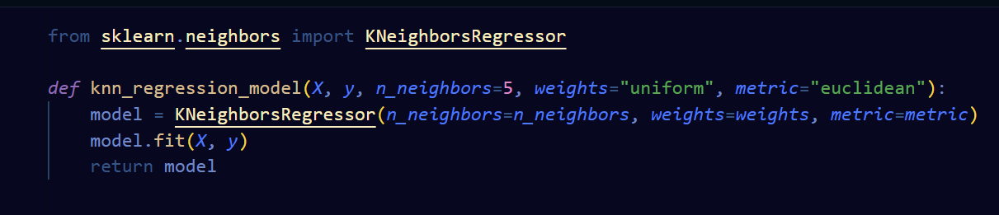 from sklearn.neighbors import KNeighborsRegressor
def knn_regression_model(X, y, n_neighbors=5, weights="uniform", metric="euclidean"):
    model = KNeighborsRegressor(n_neighbors=n_neighbors, weights=weights, metric=metric)
    model.fit(X, y)
    return model